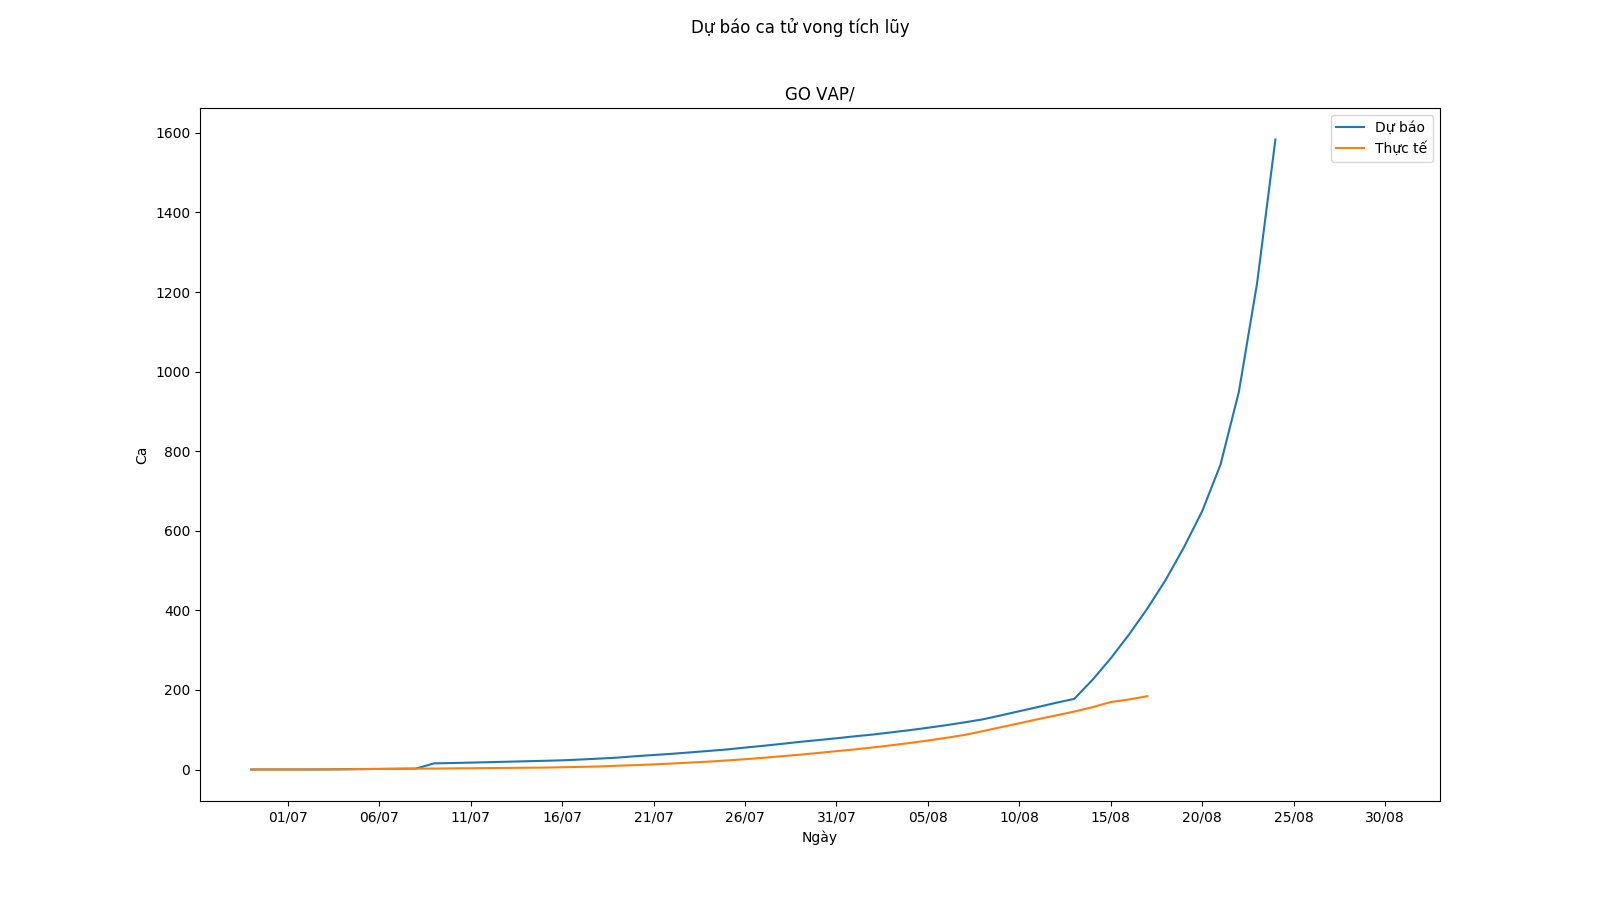 Dự báo ca tử vong tích lũy
GO VAP/
Dự báo
Thực tế
1600
1400
1200
1000
800
600
400
200
0
Ca
01/07 06/07 11/07 16/07 21/07 26/07 31/07 05/08 10/08 15/08 20/08 25/08 30/08
Ngày